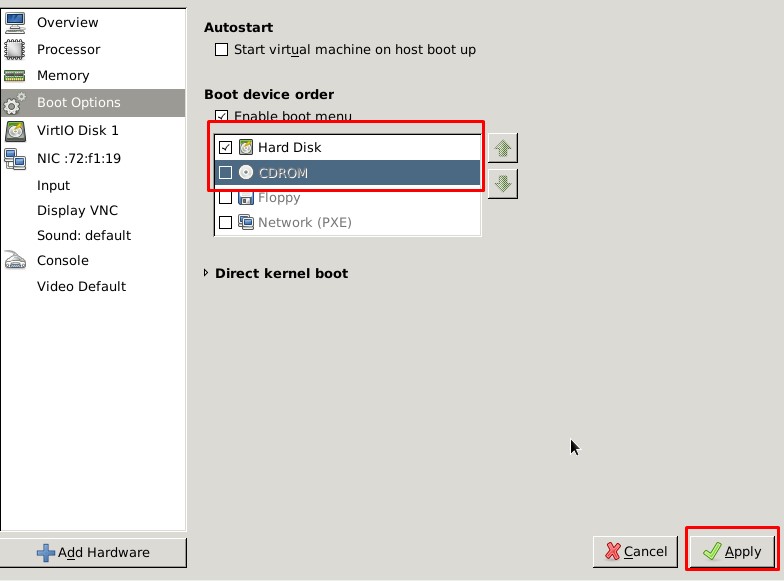 Overview
Processor
Memory
Boot Options
VirtIO Disk 1
NIC :72:f1:19
Input
Display VNC
Sound: default
Console
Video Default
Add Hardware
Autostart
Start virtual machine on host boot up
Boot device order
Enable boot menu
Hard Disk
CDROM
Floppy
Network (PXE)
Direct kernel boot
Cancel
Apply